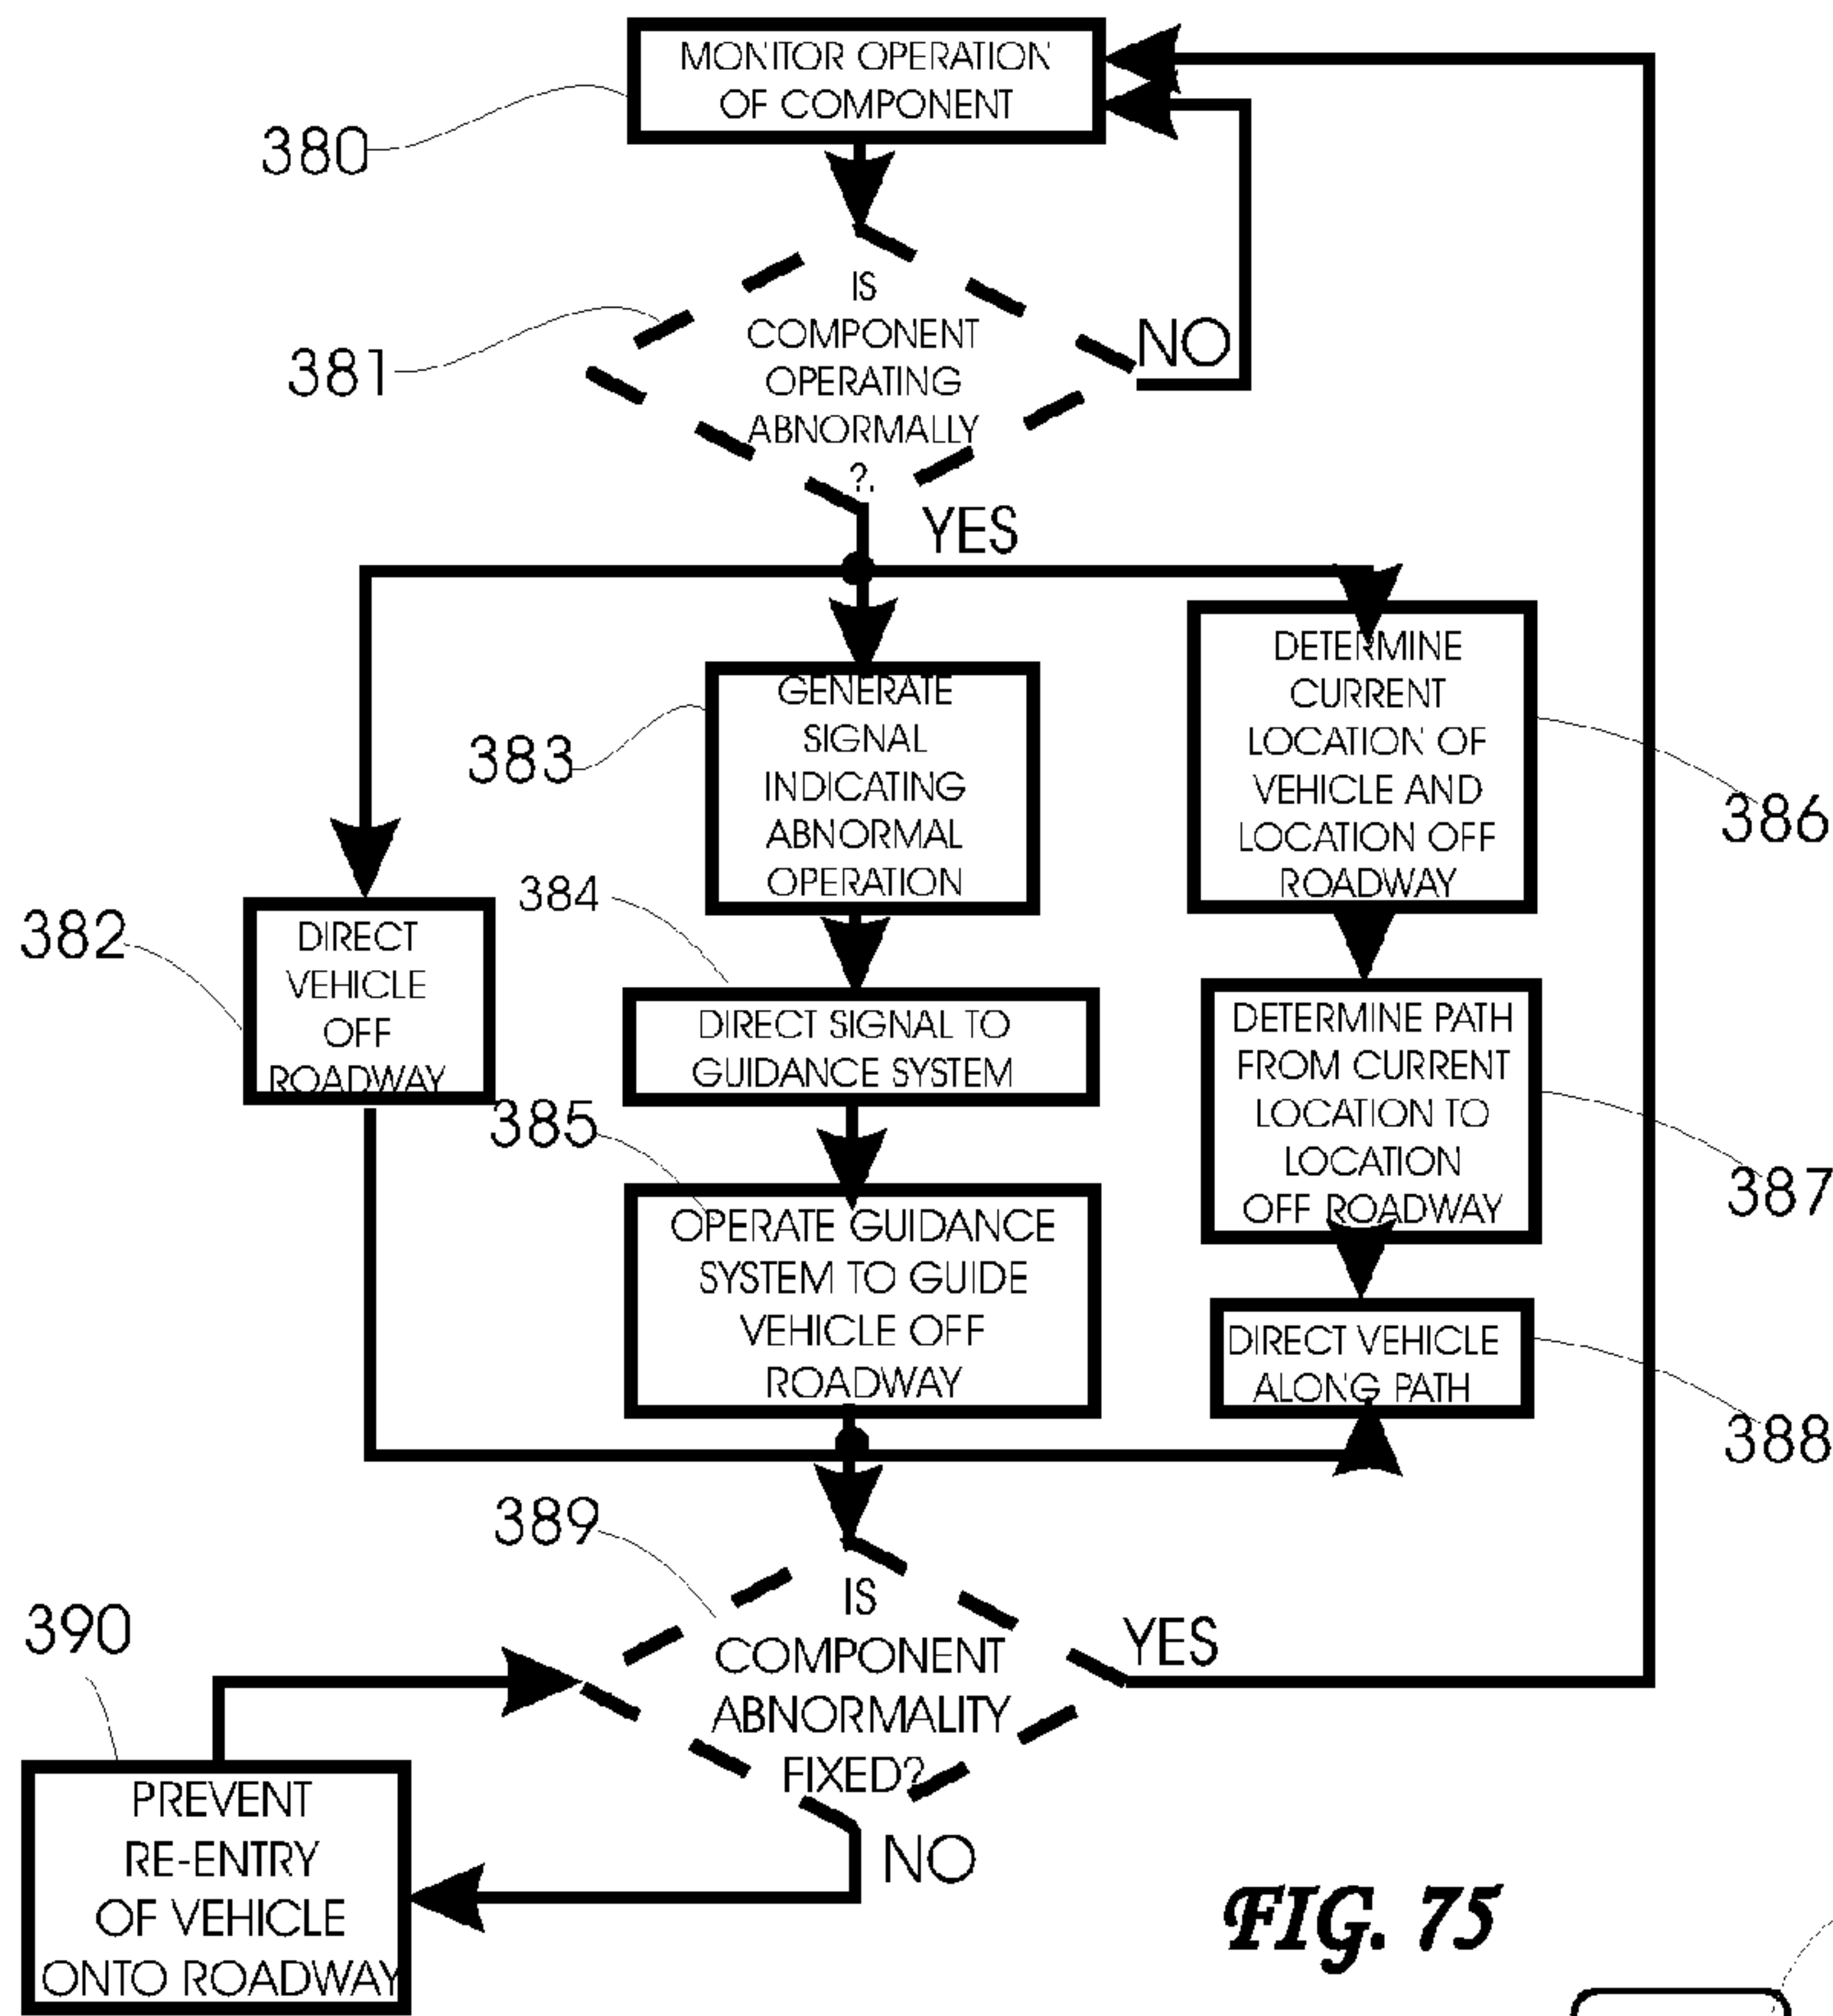 MONITOR OPERATION
OF COMPONENT
380
IS
COMPONENT
OPERATING
ABNORMALLY
?
NO
381
YES
DETERMINE
CURRENT
LOCATION OF
VEHICLE AND
LOCATION OFF
ROADWAY
386
GENERATE
SIGNAL
INDICATING
ABNORMAL
OPERATION
383
384
382
DIRECT
VEHICLE
OFF
ROADWAY
DIRECT SIGNAL TO
GUIDANCE SYSTEM
DETERMINE PATH
FROM CURRENT
LOCATION TO
LOCATION
OFF ROADWAY
387
385
OPERATE GUIDANCE
SYSTEM TO GUIDE
VEHICLE OFF
ROADWAY
DIRECT VEHICLE
ALONG PATH
388
389
IS
COMPONENT
ABNORMALITY
FIXED?
YES
390
NO
PREVENT
RE-ENTRY
OF VEHICLE
ONTO ROADWAY
FIG. 75